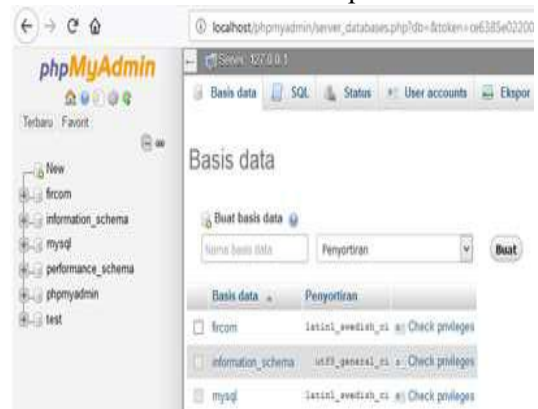 localhost/phpmyadmin/server_databases.php?db=&token=ce6385e02200
phpMyAdmin
Terbaru Favorit
New
fircom
information_schema
mysql
performance_schema
phpmyadmin
test
Server: 127.0.0.1
Basis data SQL Status User accounts Ekspor
Basis data
Buat basis data
Nama basis data Penyortiran Buat
Basis data Penyortiran
fircom latin1_swedish_ci Check privileges
information_schema utf8_general_ci Check privileges
mysql latin1_swedish_ci Check privileges